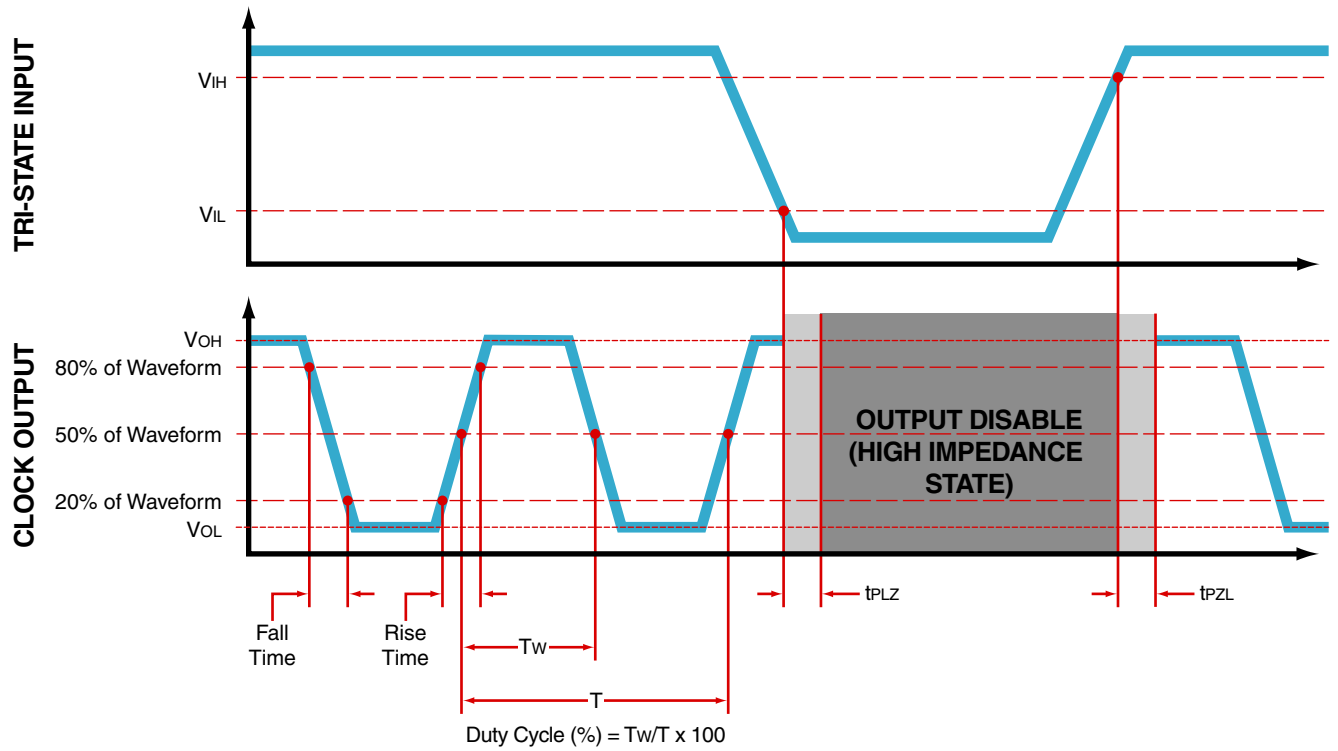 TRI-STATE INPUT
VIH
VIL
CLOCK OUTPUT
VOH
80% of Waveform
50% of Waveform
20% of Waveform
VOL
OUTPUT DISABLE
(HIGH IMPEDANCE
STATE)
tPLZ
tPZL
Fall
Time
Rise
Time
TW
T
Duty Cycle (%) = TW/T x 100